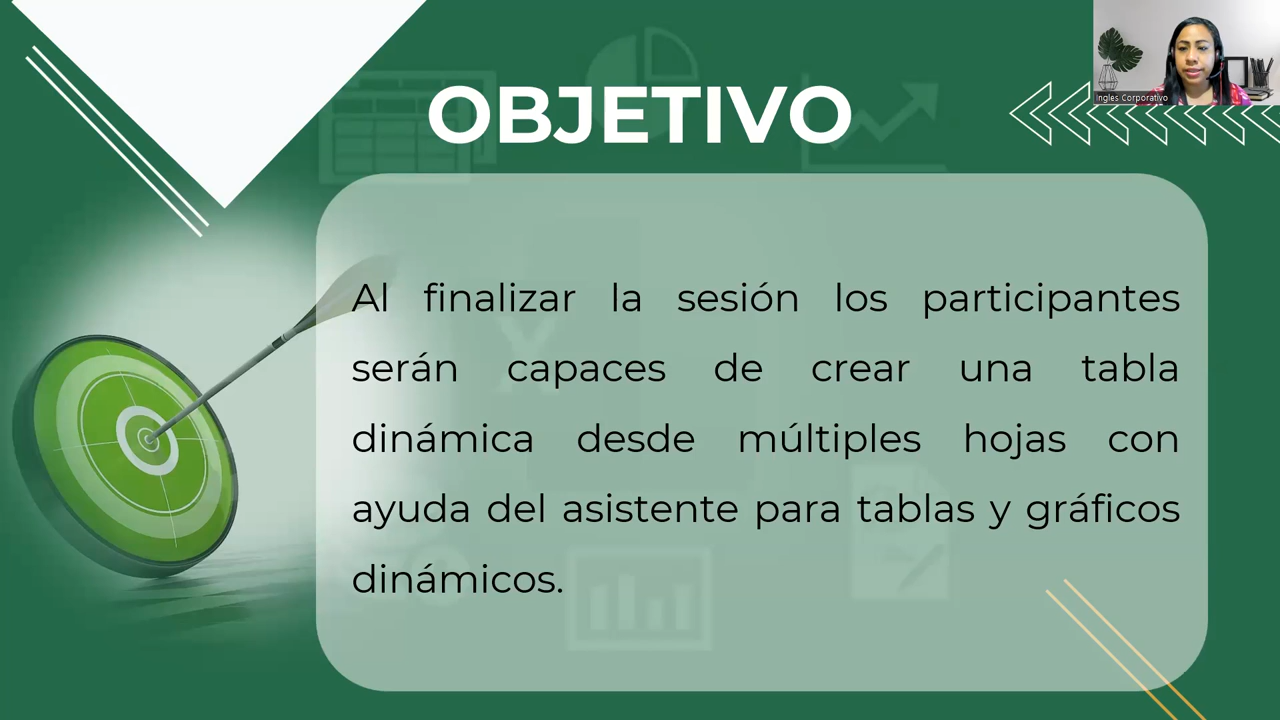 OBJETIVO
Ingles Corporativo
Al finalizar la sesión los participantes
serán capaces de crear una tabla
dinámica desde múltiples hojas con
ayuda del asistente para tablas y gráficos
dinámicos.